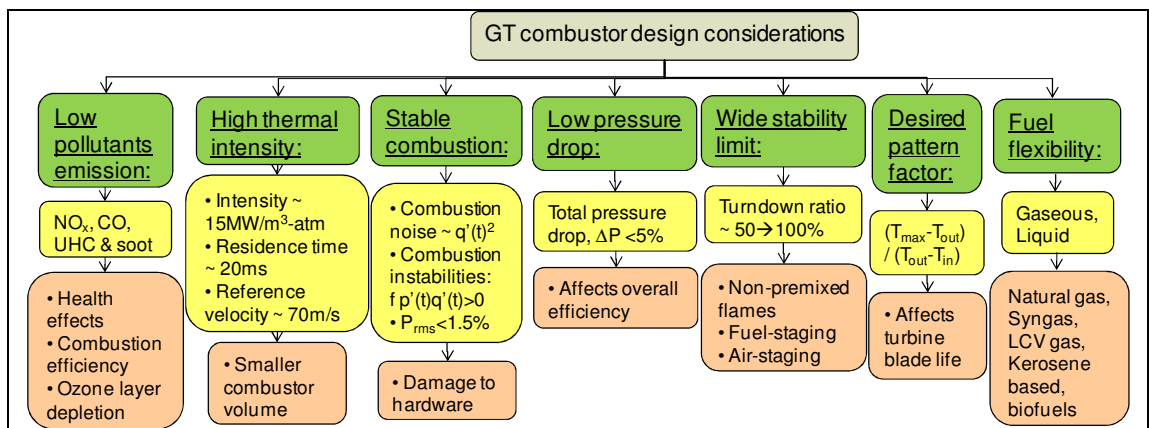 GT combustor design considerations
Low
pollutants
emission:
NOx, CO,
UHC & soot
• Health
effects
• Combustion
efficiency
• Ozone layer
depletion
High thermal
intensity:
• Intensity ~
15MW/m³-atm
• Residence time
~ 20ms
• Reference
velocity ~ 70m/s
• Smaller
combustor
volume
Stable
combustion:
• Combustion
noise ~ q'(t)²
• Combustion
instabilities:
∫ p'(t)q'(t)>0
• Prms<1.5%
• Damage to
hardware
Low pressure
drop:
Total pressure
drop, ΔP <5%
• Affects overall
efficiency
Wide stability
limit:
Turndown ratio
~ 50→100%
• Non-premixed
flames
• Fuel-staging
• Air-staging
Desired
pattern
factor:
(Tmax-Tout)
/ (Tout-Tin)
• Affects
turbine
blade life
Fuel
flexibility:
Gaseous,
Liquid
Natural gas,
Syngas,
LCV gas,
Kerosene
based,
biofuels